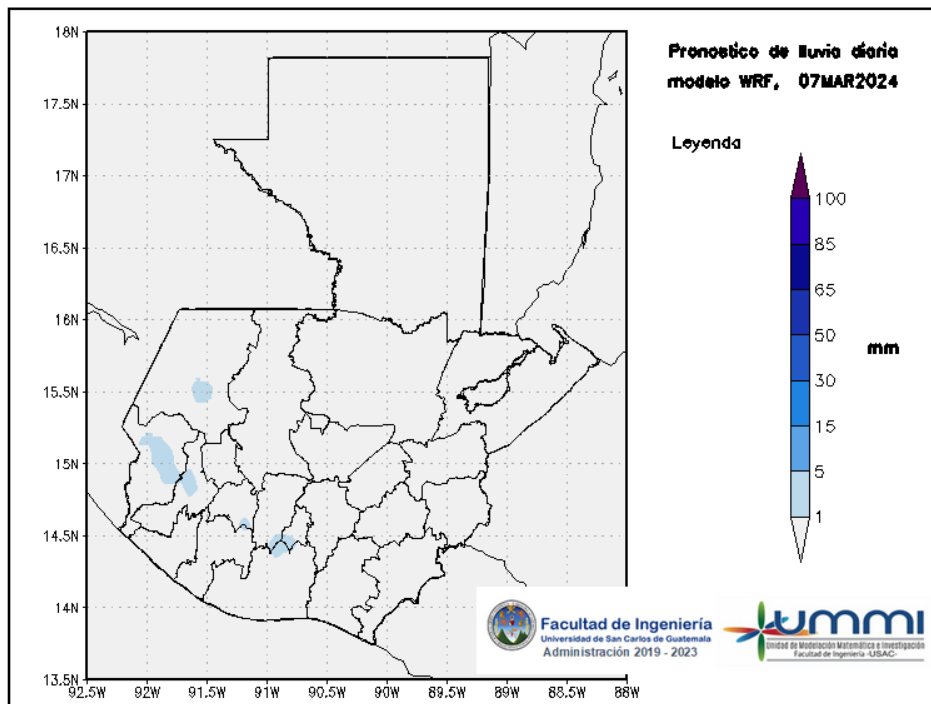 Pronostico de lluvia diaria
modelo WRF, 07MAR2024
Leyenda
100
85
65
50
30
15
5
1
mm
18N
17.5N
17N
16.5N
16N
15.5N
15N
14.5N
14N
13.5N
92.5W
92W
91.5W
91W
90.5W
90W
89.5W
89W
88.5W
88W
Facultad de Ingeniería
Universidad de San Carlos de Guatemala
Administración 2019 - 2023
ummi
Unidad de Modelación Matemática e Investigación
Facultad de Ingeniería -USAC-